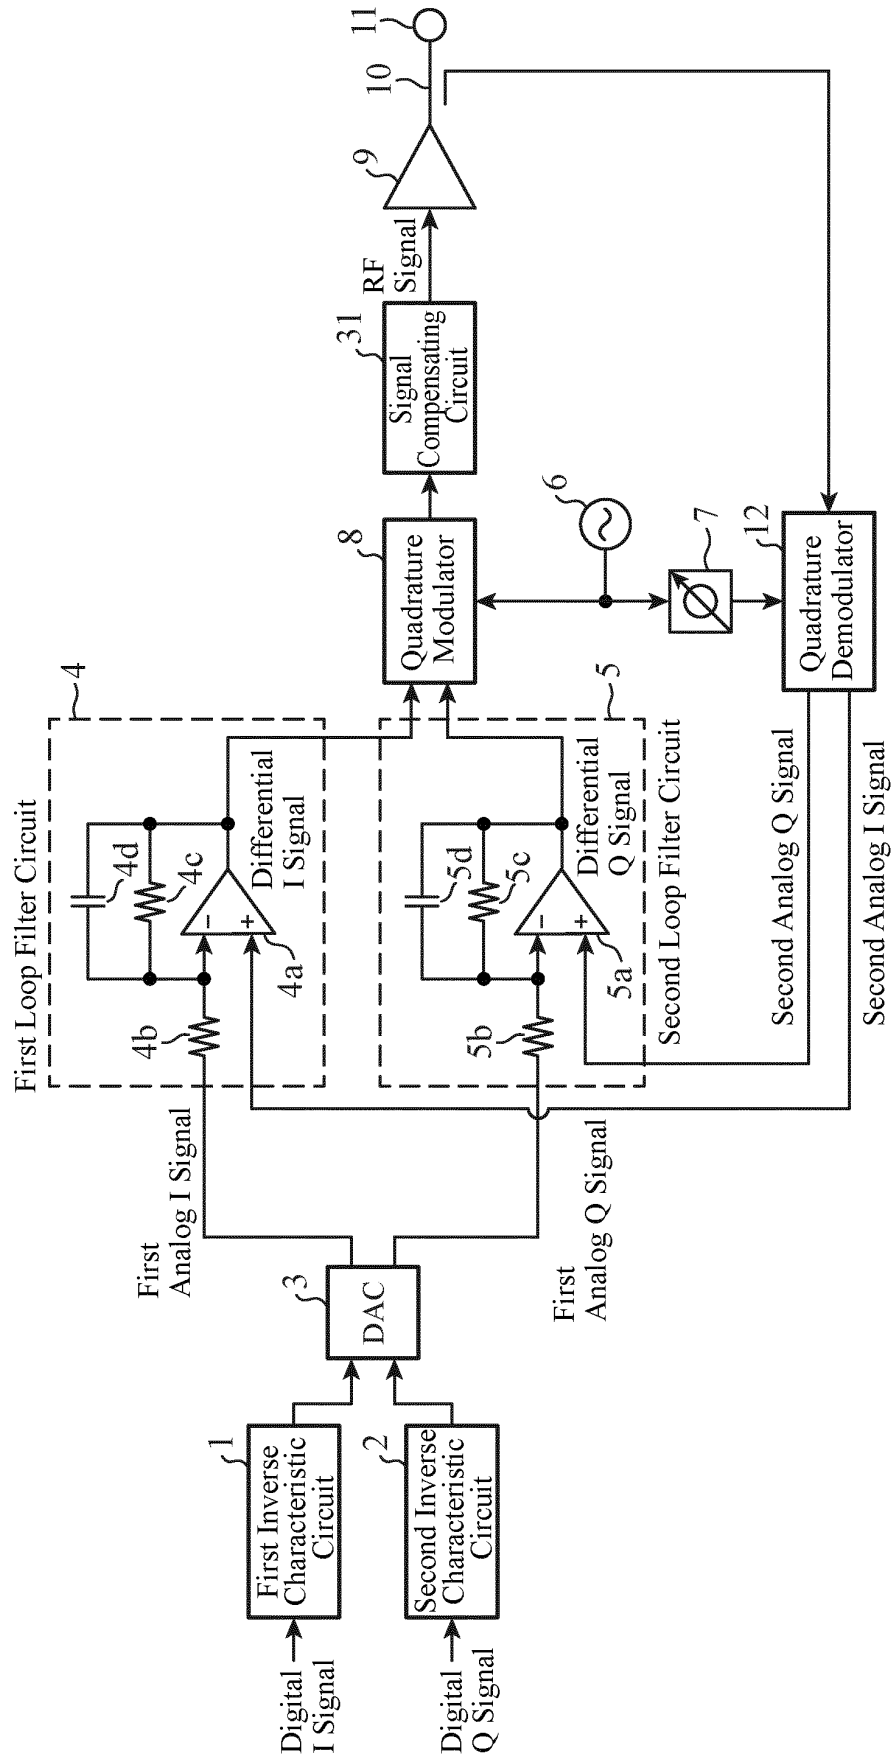 Digital
I Signal
Digital
Q Signal
1
First Inverse
Characteristic
Circuit
2
Second Inverse
Characteristic
Circuit
3
DAC
First
Analog I Signal
First
Analog Q Signal
First Loop Filter Circuit
4
4b
4d
4c
4a
−
+
Differential
I Signal
5
5b
5d
5c
5a
−
+
Differential
Q Signal
Second Loop Filter Circuit
Second Analog Q Signal
Second Analog I Signal
8
Quadrature
Modulator
6
7
12
Quadrature
Demodulator
31
Signal
Compensating
Circuit
RF
Signal
9
10
11